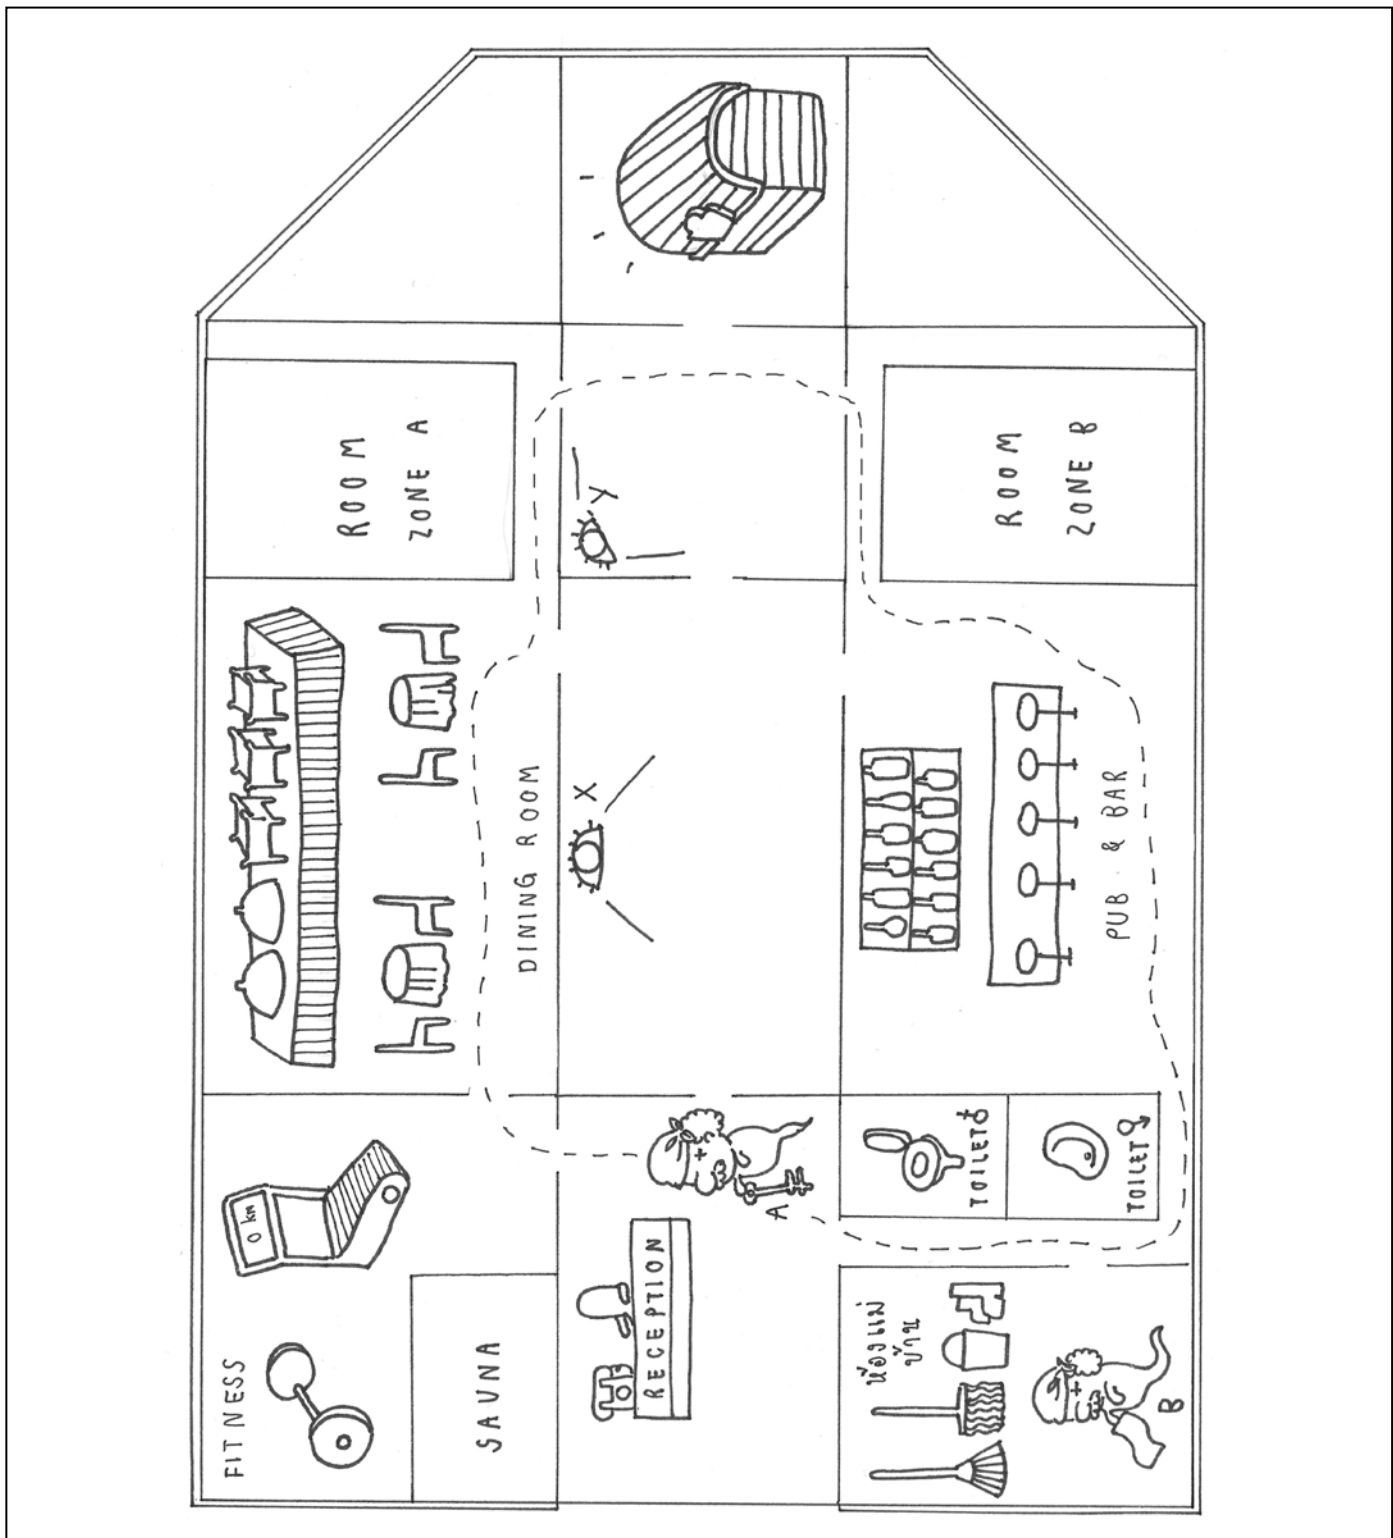 ROOM
ZONE A
ROOM
ZONE B
Y
X
DINING ROOM
PUB & BAR
TOILET♀
TOILET♂
A
0 km
FITNESS
SAUNA
RECEPTION
ห้องแม่
บ้าน
B